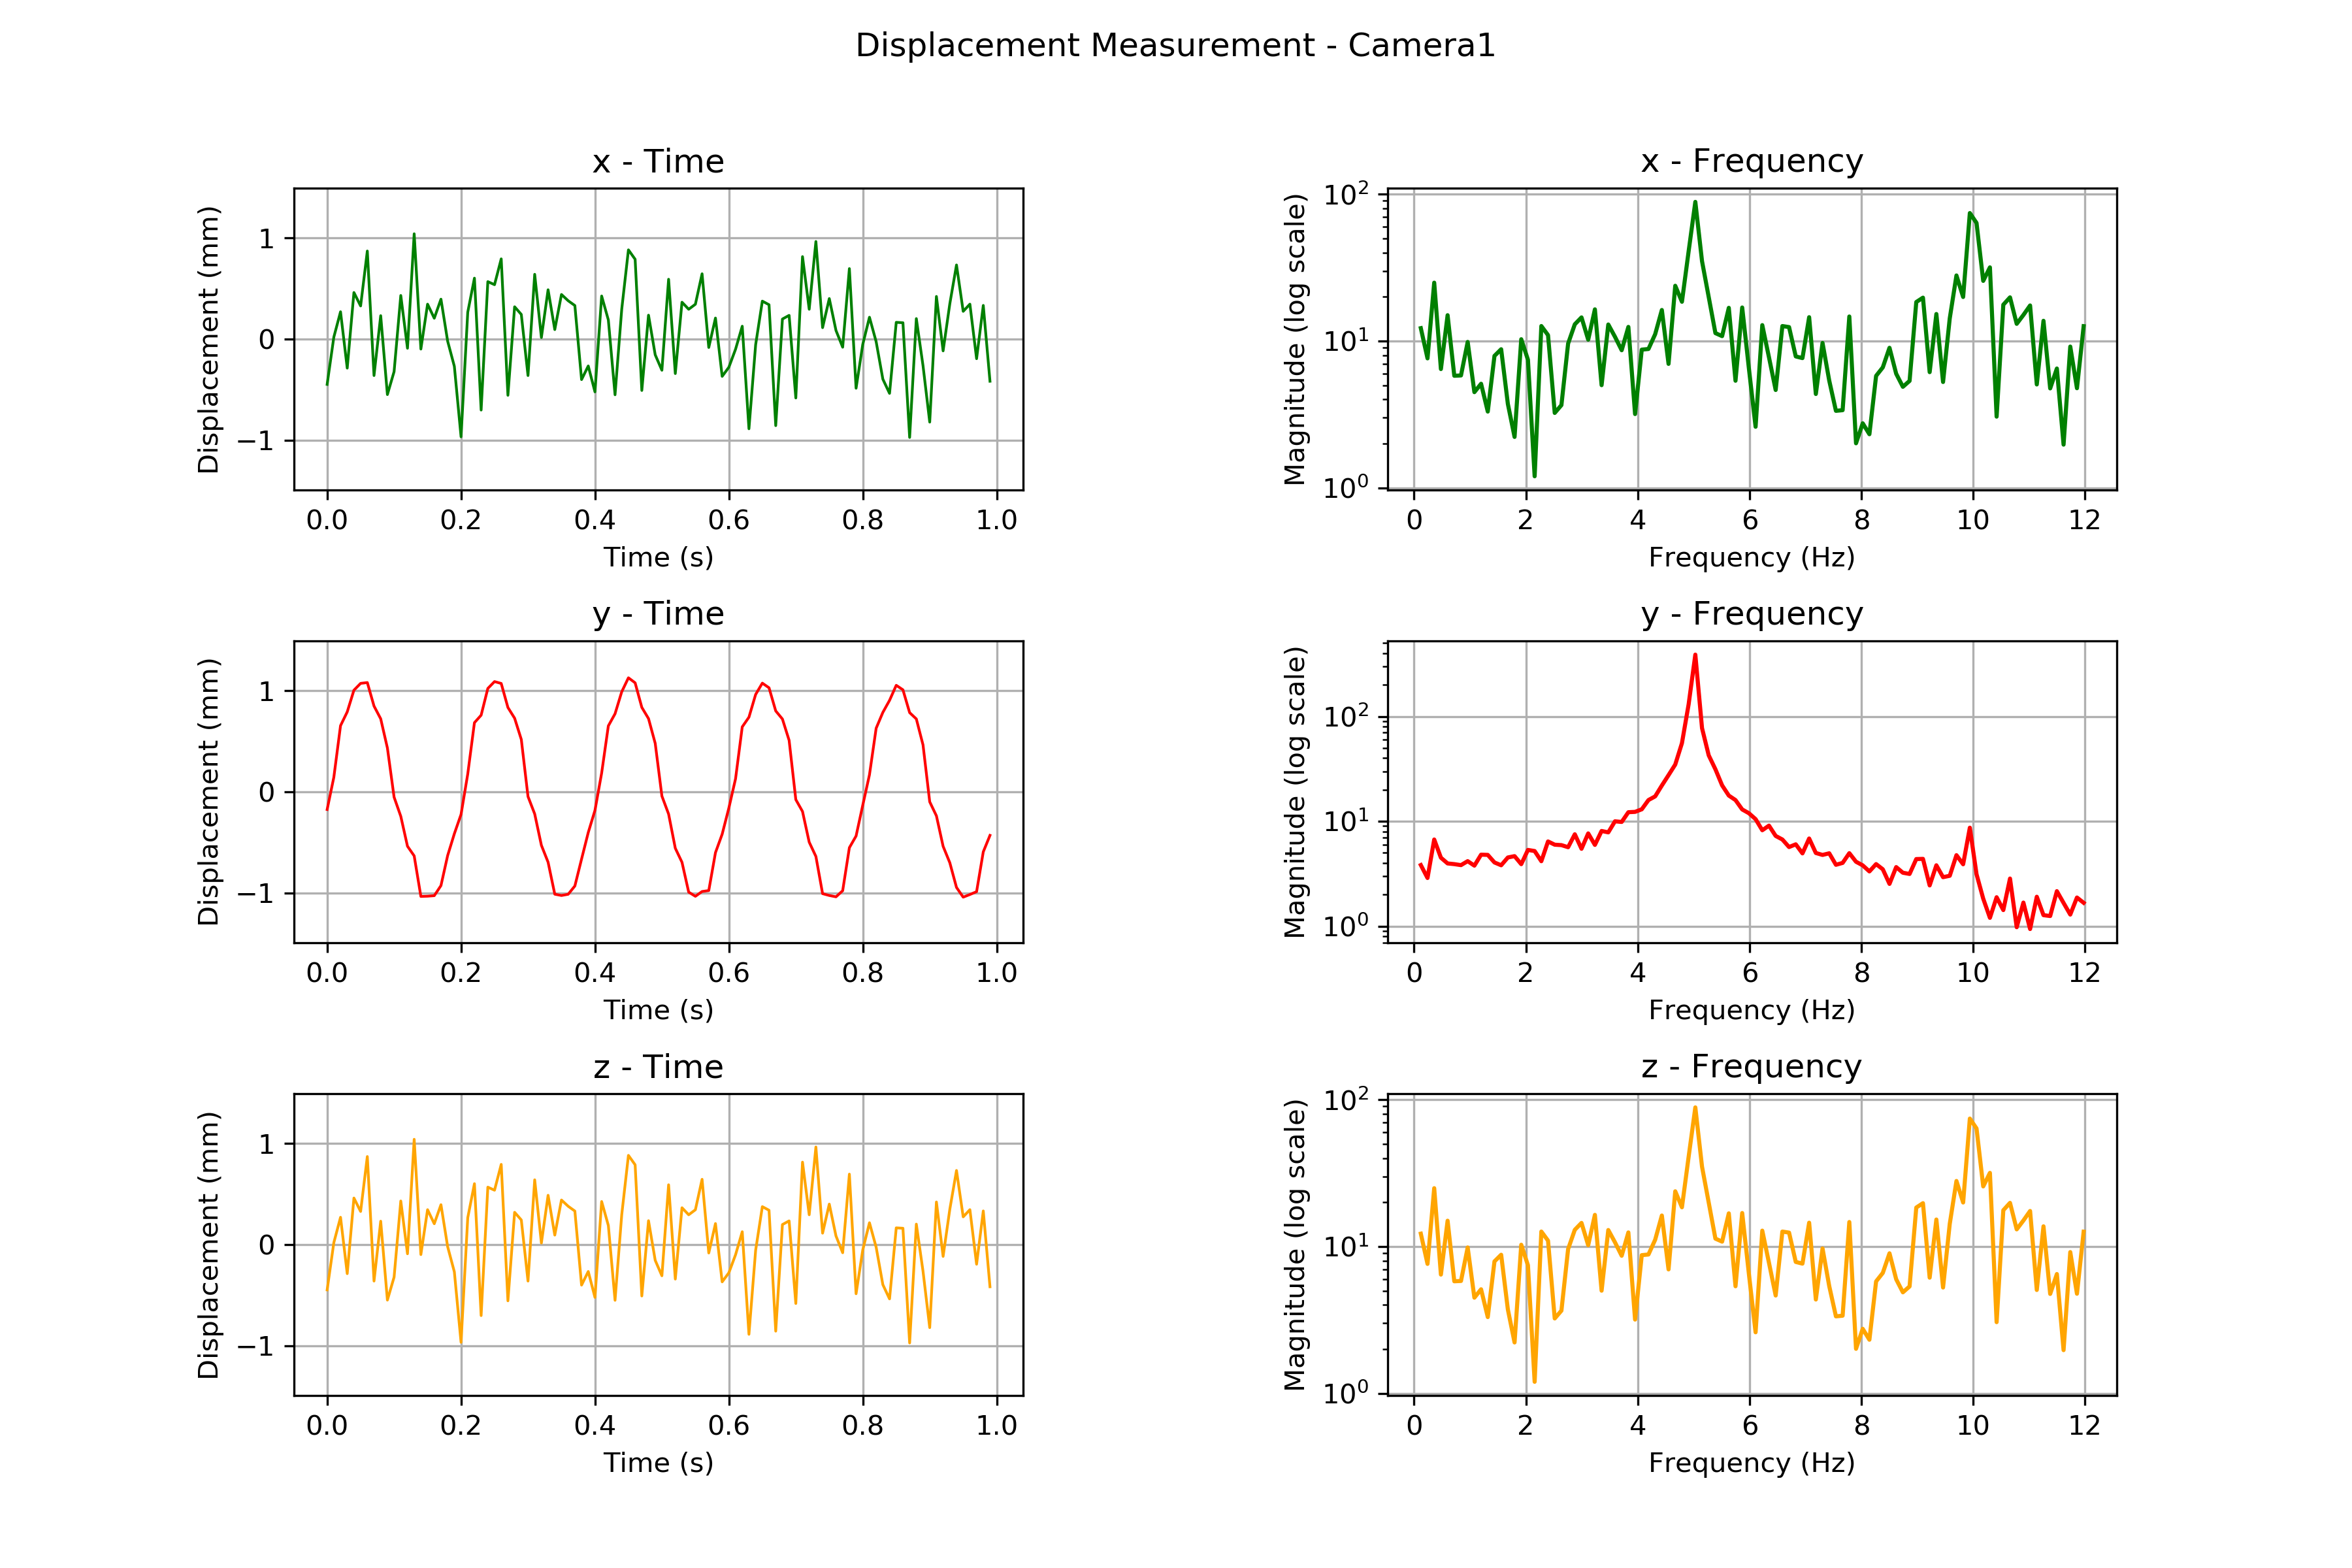 Displacement Measurement - Camera1
x - Time
Displacement (mm)
1
0
−1
0.0 0.2 0.4 0.6 0.8 1.0
Time (s)
x - Frequency
Magnitude (log scale)
10²
10¹
10⁰
0 2 4 6 8 10 12
Frequency (Hz)
y - Time
Displacement (mm)
1
0
−1
0.0 0.2 0.4 0.6 0.8 1.0
Time (s)
y - Frequency
Magnitude (log scale)
10²
10¹
10⁰
0 2 4 6 8 10 12
Frequency (Hz)
z - Time
Displacement (mm)
1
0
−1
0.0 0.2 0.4 0.6 0.8 1.0
Time (s)
z - Frequency
Magnitude (log scale)
10²
10¹
10⁰
0 2 4 6 8 10 12
Frequency (Hz)